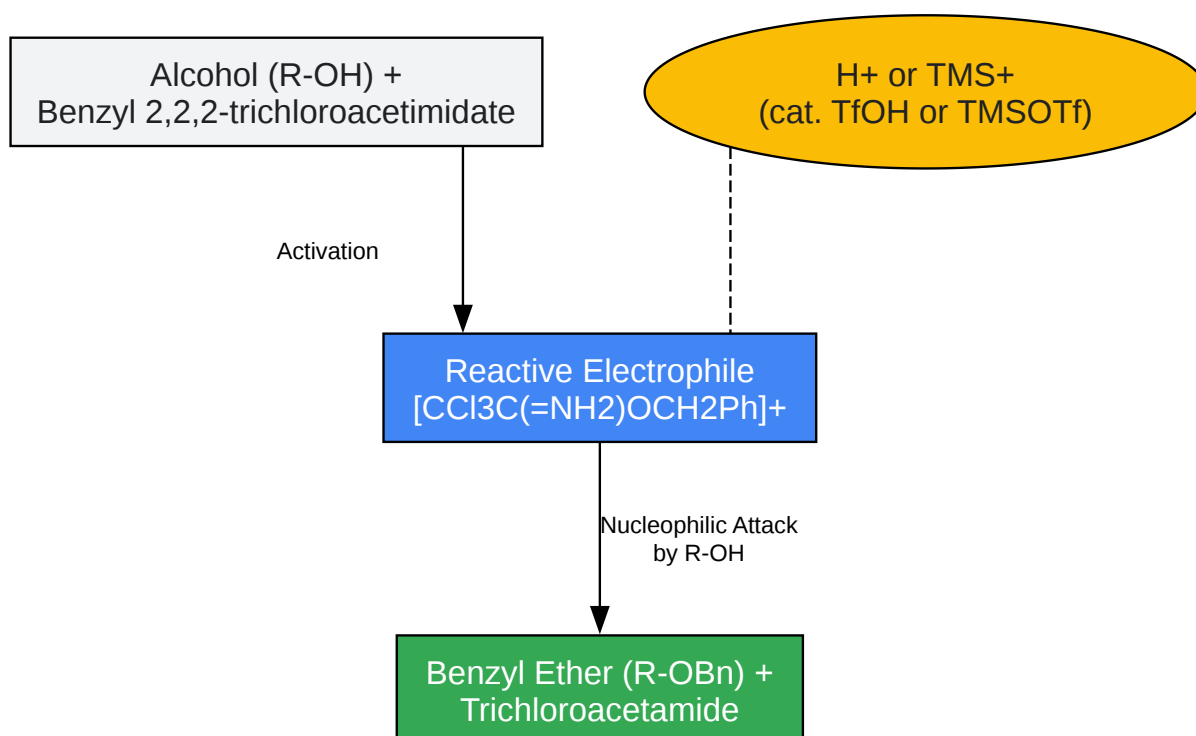 Alcohol (R-OH) +
Benzyl 2,2,2-trichloroacetimidate
H+ or TMS+
(cat. TfOH or TMSOTf)
Activation
Reactive Electrophile
[CCl3C(=NH2)OCH2Ph]+
Nucleophilic Attack
by R-OH
Benzyl Ether (R-OBn) +
Trichloroacetamide